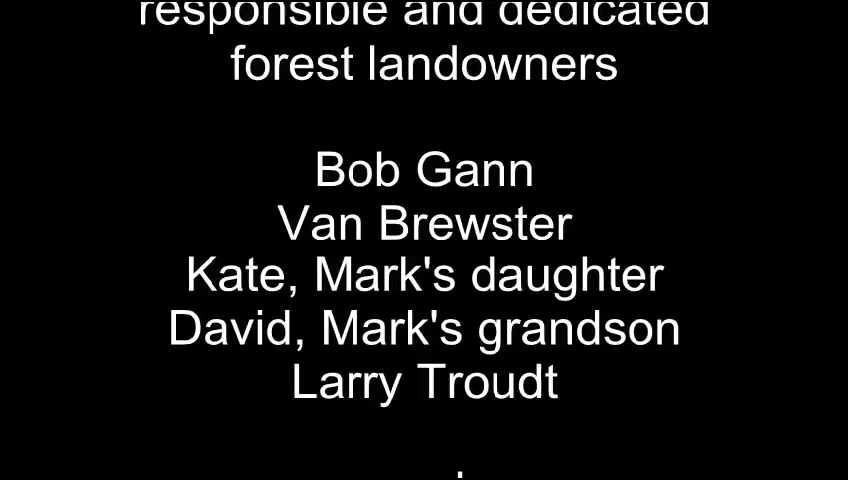 responsible and dedicated
forest landowners
Bob Gann
Van Brewster
Kate, Mark's daughter
David, Mark's grandson
Larry Troudt